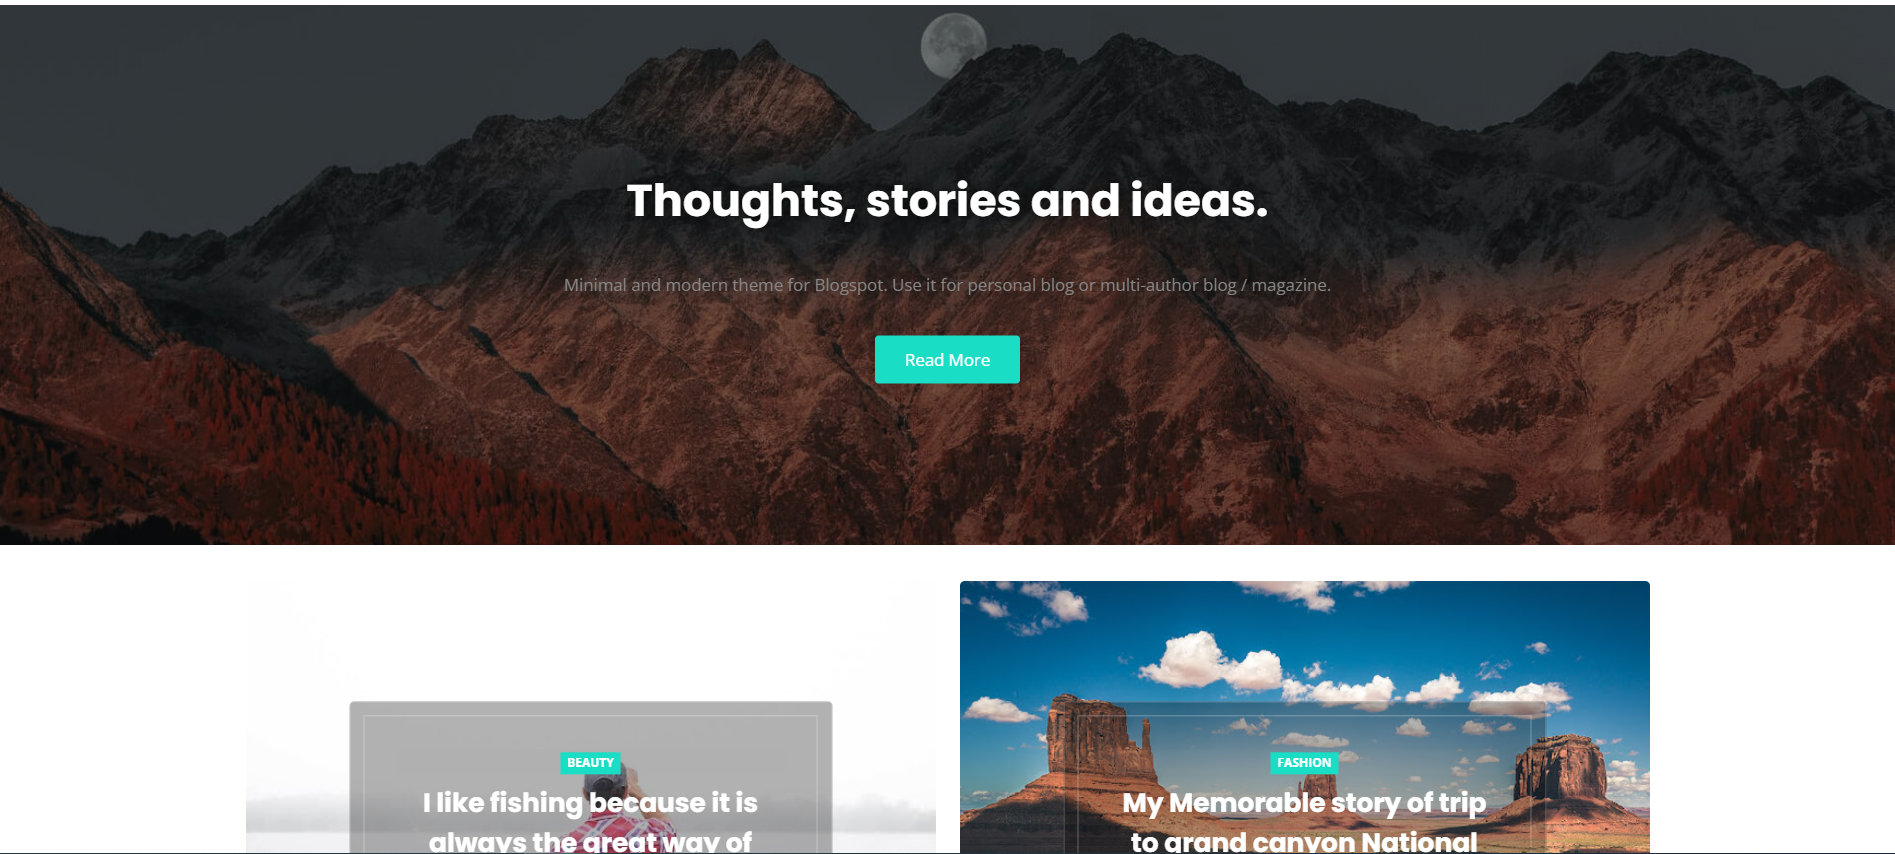 Thoughts, stories and ideas.
Minimal and modern theme for Blogspot. Use it for personal blog or multi-author blog / magazine.
Read More
BEAUTY
I like fishing because it is
always the great way of
FASHION
My Memorable story of trip
to grand canyon National